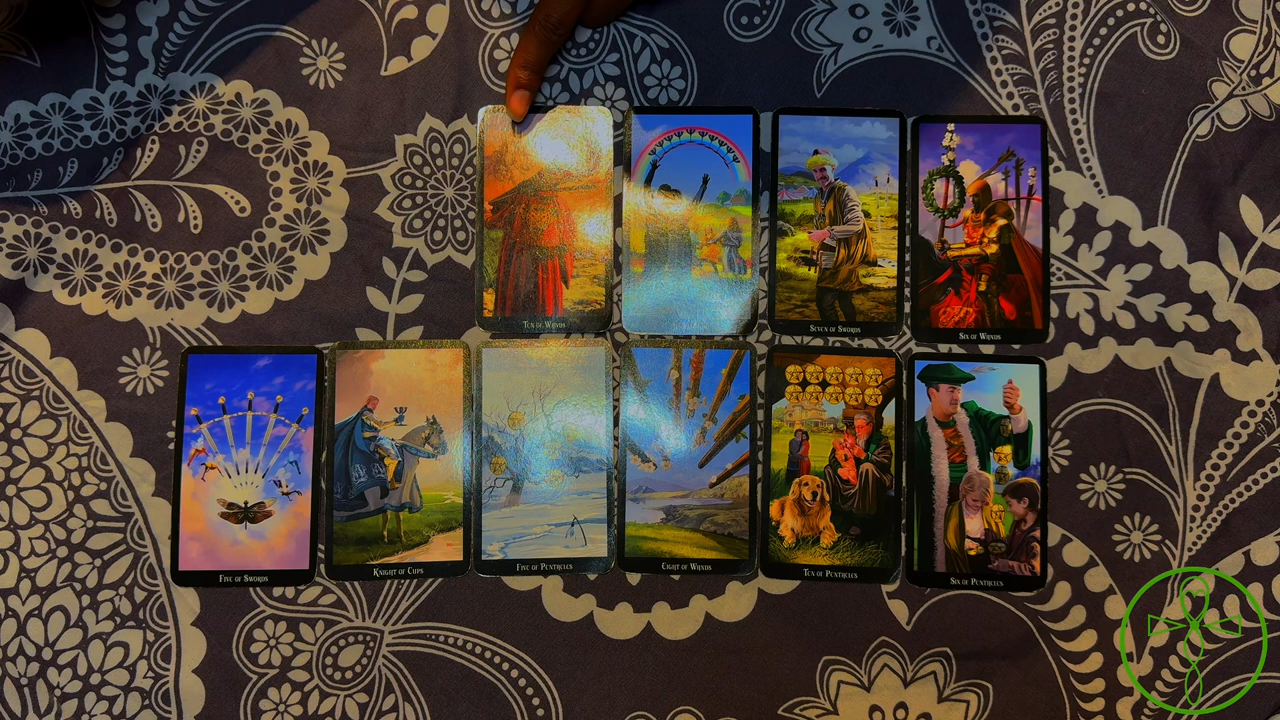 Ten of Wands
Seven of Swords
Six of Wands
Five of Swords
Knight of Cups
Five of Pentacles
Eight of Wands
Ten of Pentacles
Six of Pentacles